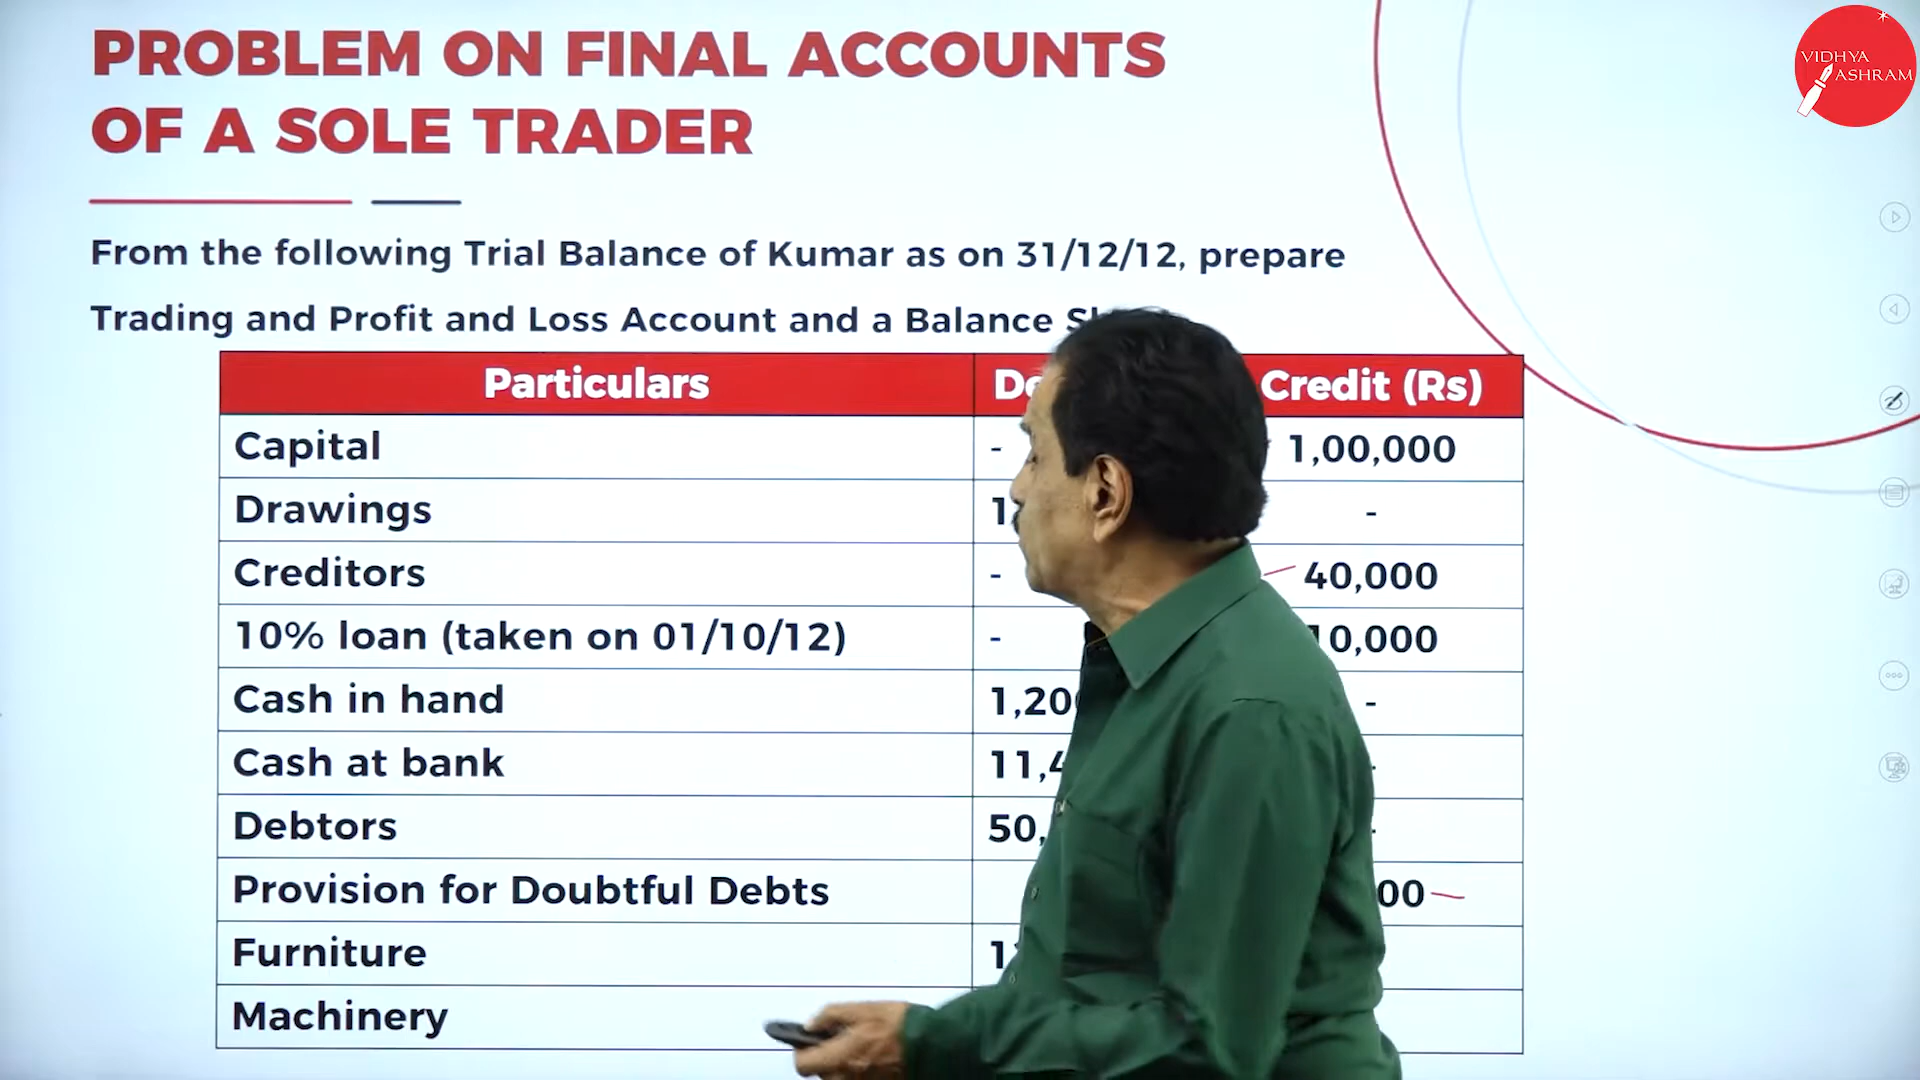 PROBLEM ON FINAL ACCOUNTS
OF A SOLE TRADER
VIDHYA
ASHRAM
From the following Trial Balance of Kumar as on 31/12/12, prepare
Trading and Profit and Loss Account and a Balance
Particulars Credit (Rs)
Capital - 1,00,000
Drawings -
Creditors - 40,000
10% loan (taken on 01/10/12) -
Cash in hand -
Cash at bank
Debtors
Provision for Doubtful Debts
Furniture
Machinery